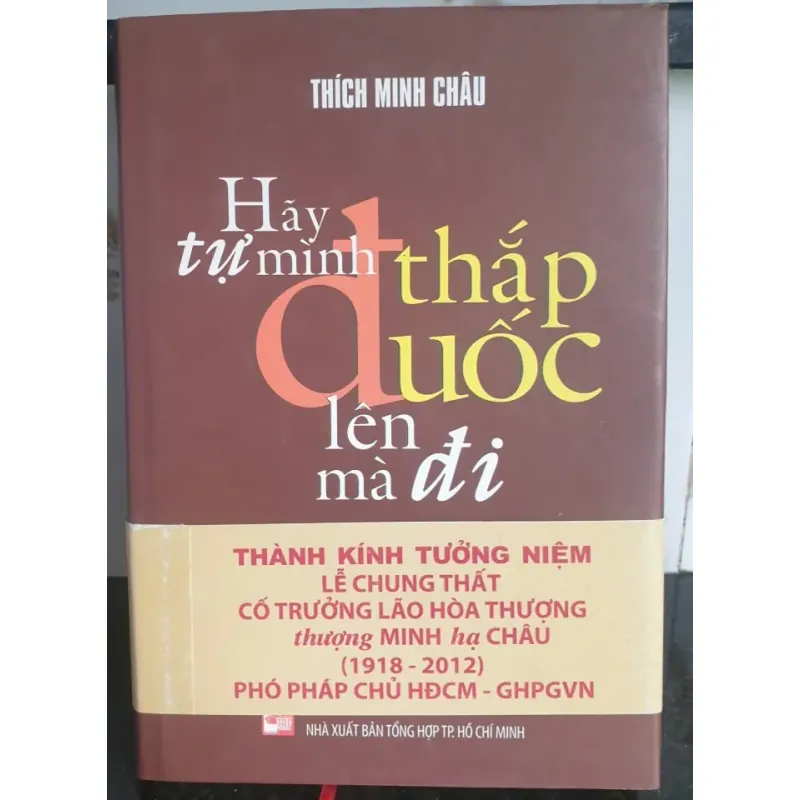 THÍCH MINH CHÂU
Hãy
tự mình thắp
đuốc
lên
mà đi
THÀNH KÍNH TƯỞNG NIỆM
LỄ CHUNG THẤT
CỐ TRƯỞNG LÃO HÒA THƯỢNG
thượng MINH hạ CHÂU
(1918 - 2012)
PHÓ PHÁP CHỦ HĐCM - GHPGVN
NHÀ XUẤT BẢN TỔNG HỢP TP. HỒ CHÍ MINH